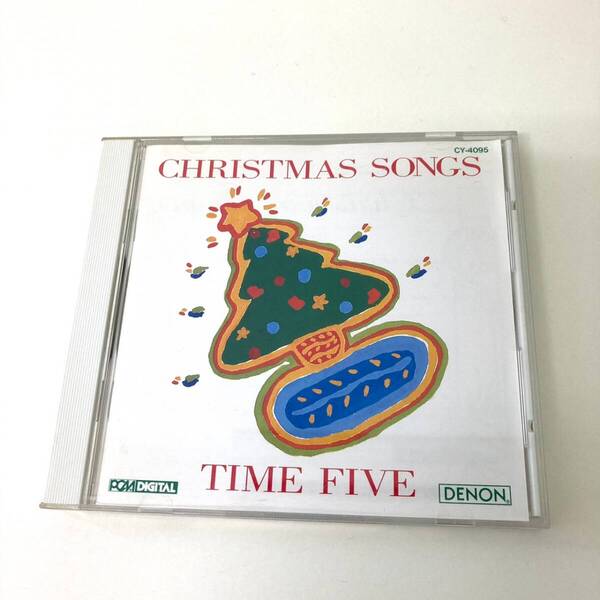 CY-4095
CHRISTMAS SONGS
TIME FIVE
PCM DIGITAL
DENON®